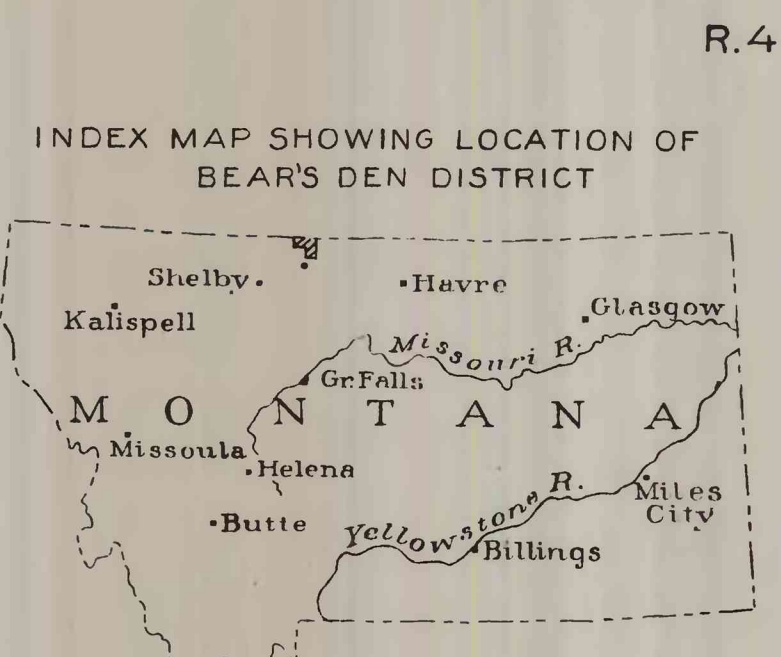 R.4
INDEX MAP SHOWING LOCATION OF
BEAR'S DEN DISTRICT
Shelby
Havre
Kalispell
Glasgow
Missouri R.
Gr. Falls
MONTANA
Missoula
Helena
Miles
City
Butte
Yellowstone R.
Billings